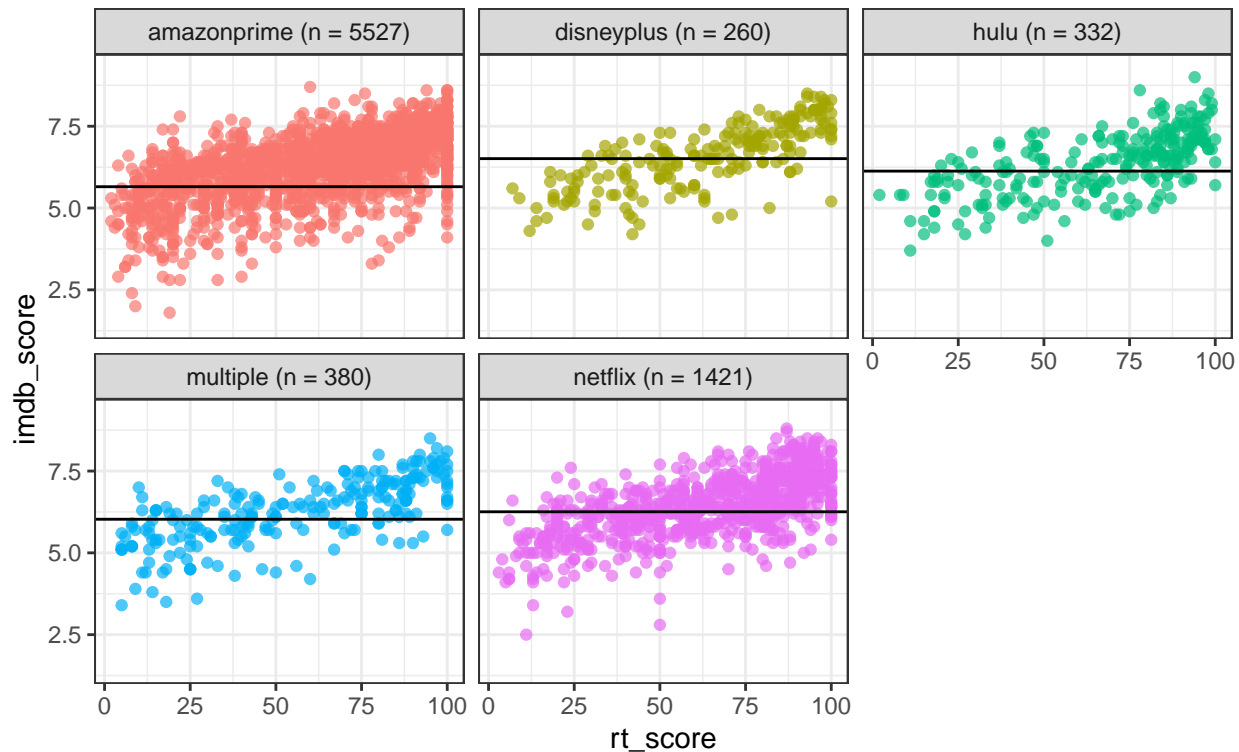 amazonprime (n = 5527)
disneyplus (n = 260)
hulu (n = 332)
7.5
5.0
2.5
0 25 50 75 100
multiple (n = 380)
netflix (n = 1421)
7.5
5.0
2.5
0 25 50 75 100
0 25 50 75 100
imdb_score
rt_score